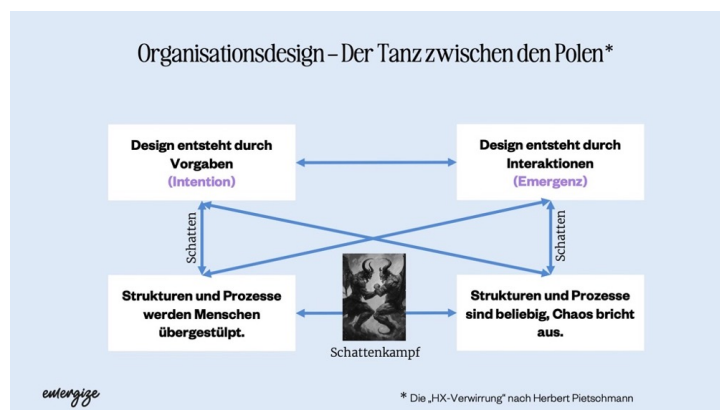 Organisationsdesign – Der Tanz zwischen den Polen*
Design entsteht durch
Vorgaben
(Intention)
Design entsteht durch
Interaktionen
(Emergenz)
Schatten
Schatten
Strukturen und Prozesse
werden Menschen
übergestülpt.
Strukturen und Prozesse
sind beliebig, Chaos bricht
aus.
Schattenkampf
emergize
* Die „HX-Verwirrung“ nach Herbert Pietschmann